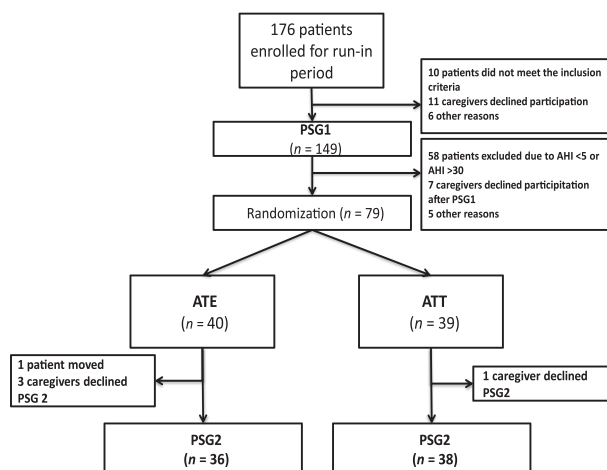 176 patients
enrolled for run-in
period
10 patients did not meet the inclusion
criteria
11 caregivers declined participation
6 other reasons
PSG1
(n = 149)
58 patients excluded due to AHI <5 or
AHI >30
7 caregivers declined participitation
after PSG1
5 other reasons
Randomization (n = 79)
ATE
(n = 40)
ATT
(n = 39)
1 patient moved
3 caregivers declined
PSG 2
1 caregiver declined
PSG2
PSG2
(n = 36)
PSG2
(n = 38)